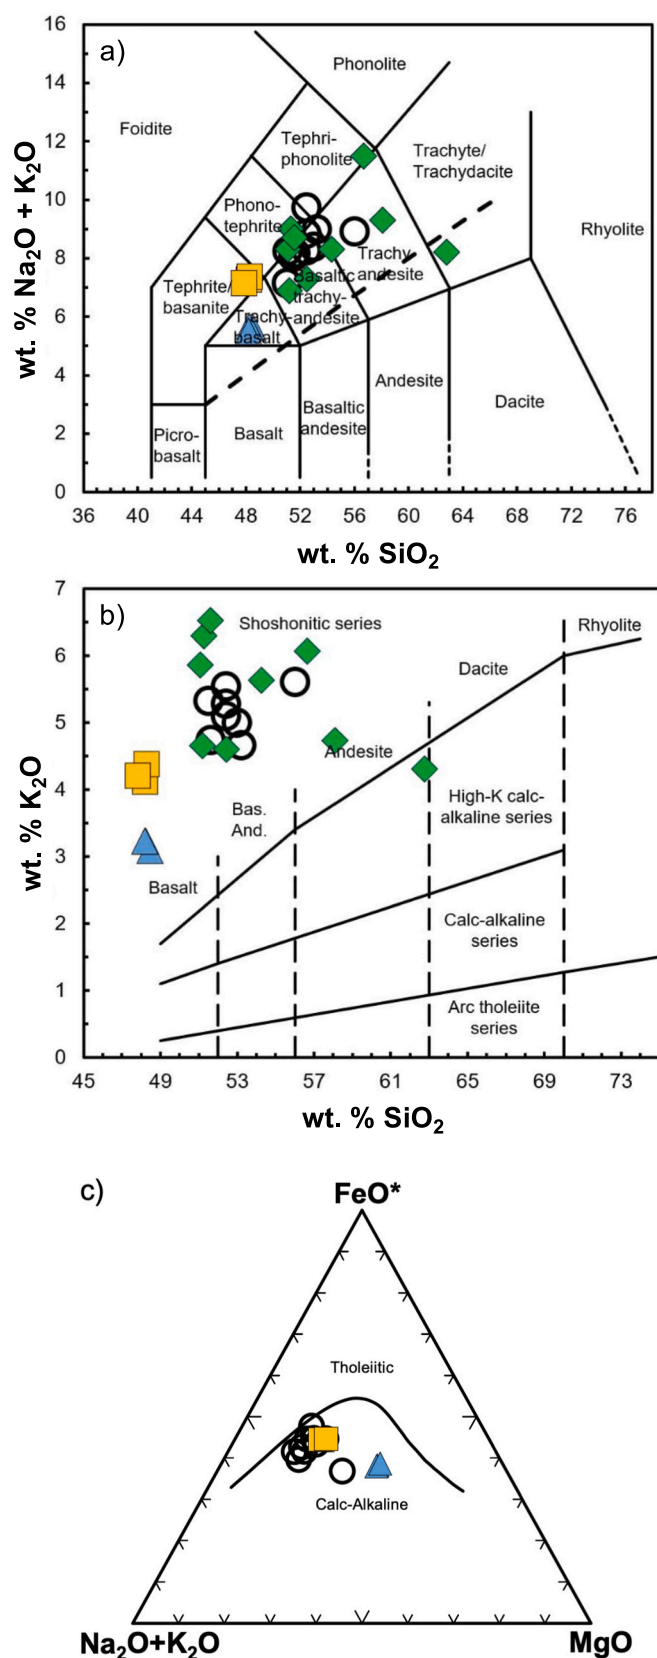 a)
16
14
12
10
8
6
4
2
0
wt. % Na₂O + K₂O
Phonolite
Foidite
Tephri-
phonolite
Trachyte/
Trachydacite
Phono-
tephrite
Rhyolite
Trachy
andesite
Basaltic
trachy-
andesite
Tephrite/
basanite
Trachy-
basalt
Andesite
Dacite
Basaltic
andesite
Basalt
Picro-
basalt
36 40 44 48 52 56 60 64 68 72 76
wt. % SiO₂
b)
7
6
5
4
3
2
1
0
wt. % K₂O
Shoshonitic series
Rhyolite
Dacite
Andesite
Bas.
And.
Basalt
High-K calc-
alkaline series
Calc-alkaline
series
Arc tholeiite
series
45 49 53 57 61 65 69 73
wt. % SiO₂
c)
FeO*
Tholeiitic
Calc-Alkaline
Na₂O+K₂O
MgO